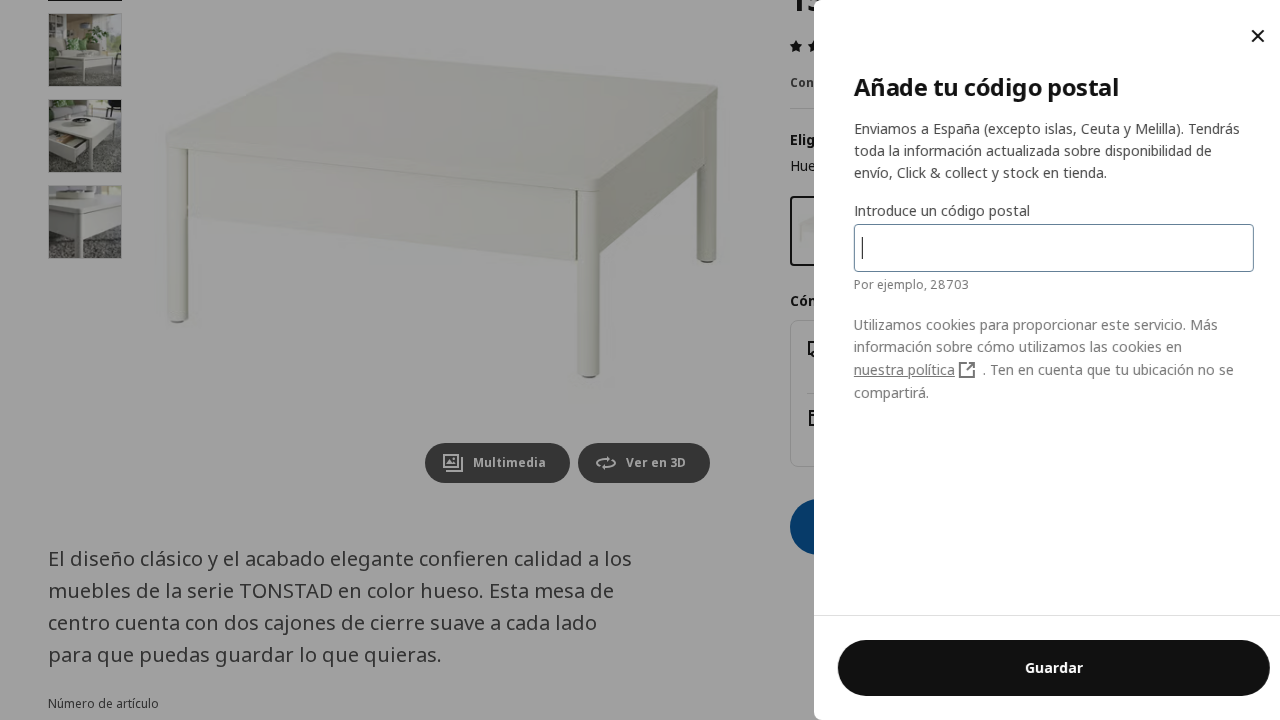 Añade tu código postal
Enviamos a España (excepto islas, Ceuta y Melilla). Tendrás
toda la información actualizada sobre disponibilidad de
envío, Click & collect y stock en tienda.
Introduce un código postal
Por ejemplo, 28703
Utilizamos cookies para proporcionar este servicio. Más
información sobre cómo utilizamos las cookies en
nuestra política . Ten en cuenta que tu ubicación no se
compartirá.
Guardar
Multimedia
Ver en 3D
El diseño clásico y el acabado elegante confieren calidad a los
muebles de la serie TONSTAD en color hueso. Esta mesa de
centro cuenta con dos cajones de cierre suave a cada lado
para que puedas guardar lo que quieras.
Número de artículo